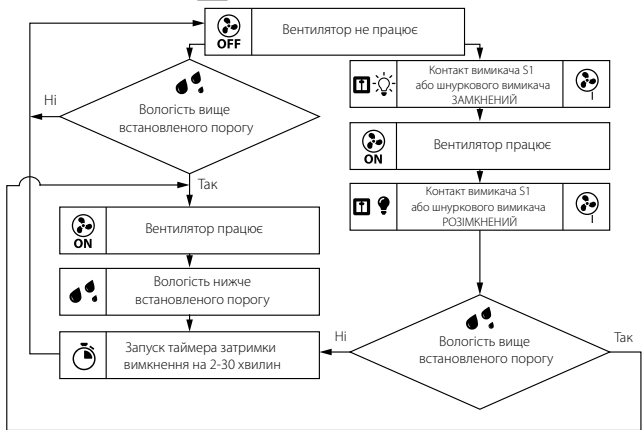 OFF
Вентилятор не працює
Вологість вище
встановленого порогу
Ні
Так
ON
Вентилятор працює
Вологість нижче
встановленого порогу
Запуск таймера затримки
вимкнення на 2-30 хвилин
Контакт вимикача S1
або шнуркового вимикача
ЗАМКНЕНИЙ
ON
Вентилятор працює
Контакт вимикача S1
або шнуркового вимикача
РОЗІМКНЕНИЙ
Ні
Вологість вище
встановленого порогу
Так